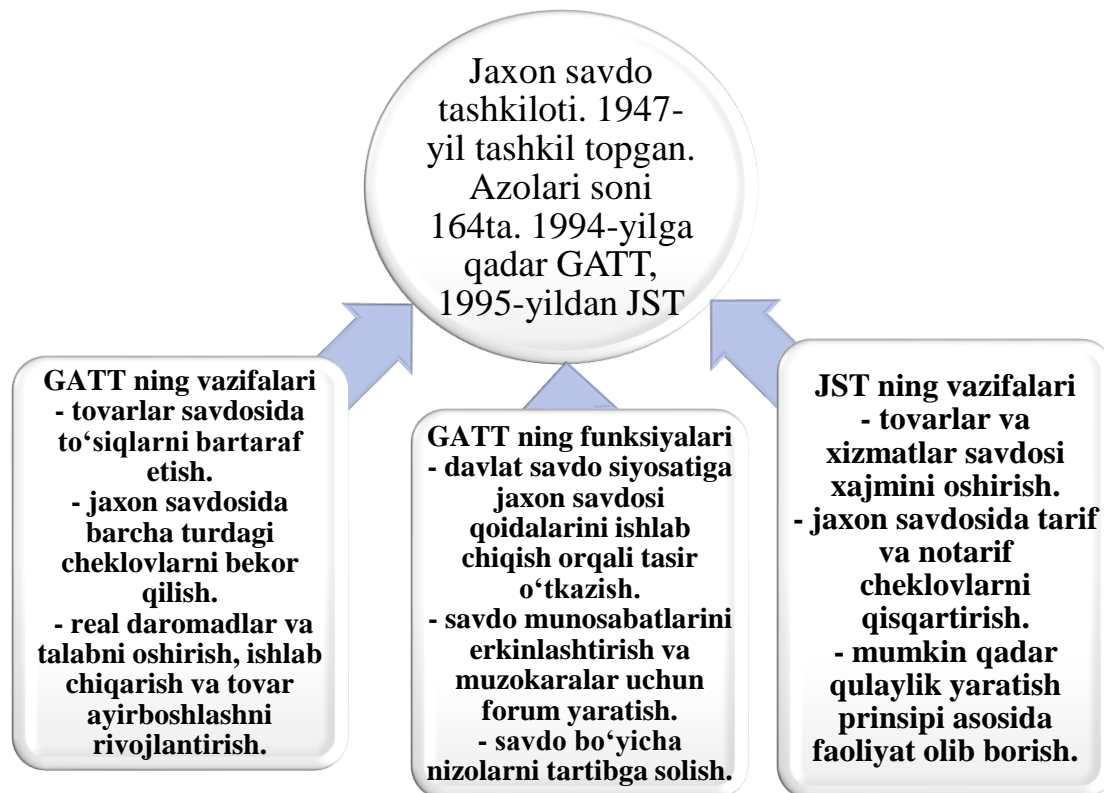 Jaxon savdo
tashkiloti. 1947-
yil tashkil topgan.
Azolari soni
164ta. 1994-yilga
qadar GATT,
1995-yildan JST
GATT ning vazifalari
- tovarlar savdosida
to‘siqlarni bartaraf
etish.
- jaxon savdosida
barcha turdagi
cheklovlarni bekor
qilish.
- real daromadlar va
talabni oshirish, ishlab
chiqarish va tovar
ayirboshlashni
rivojlantirish.
GATT ning funksiyalari
- davlat savdo siyosatiga
jaxon savdosi
qoidalarini ishlab
chiqish orqali tasir
o‘tkazish.
- savdo munosabatlarini
erkinlashtirish va
muzokaralar uchun
forum yaratish.
- savdo bo‘yicha
nizolarni tartibga solish.
JST ning vazifalari
- tovarlar va
xizmatlar savdosi
xajmini oshirish.
- jaxon savdosida tarif
va notarif
cheklovlarni
qisqartirish.
- mumkin qadar
qulaylik yaratish
prinsipi asosida
faoliyat olib borish.